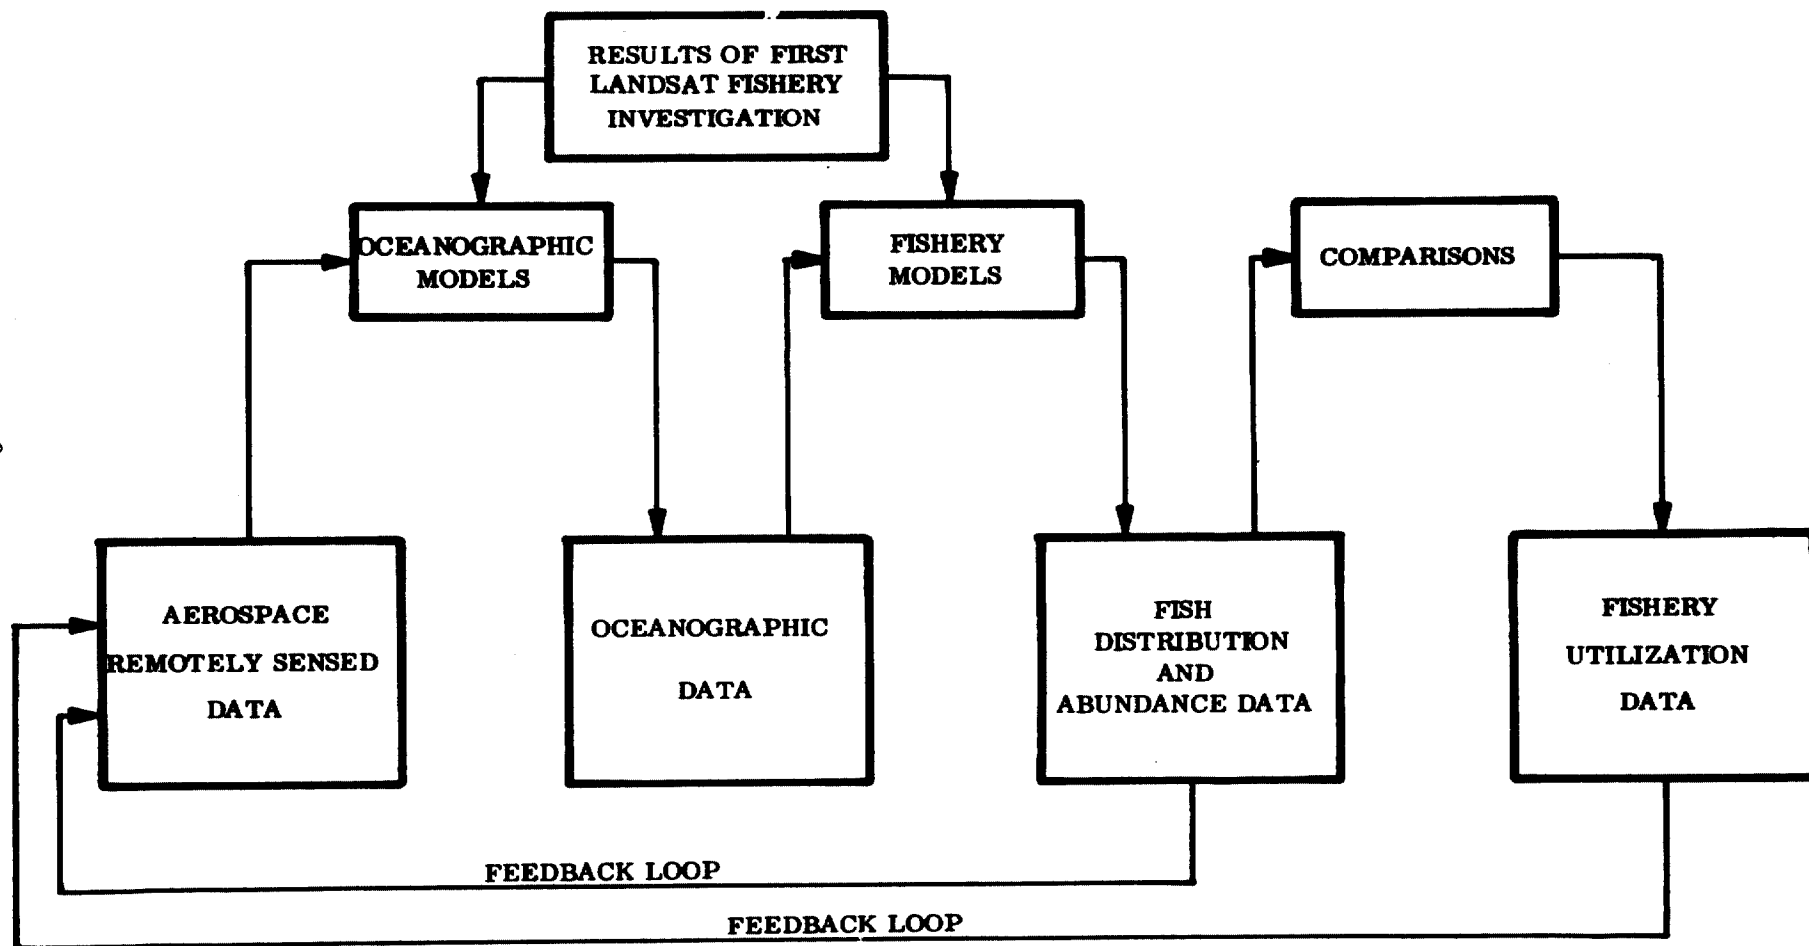 RESULTS OF FIRST
LANDSAT FISHERY
INVESTIGATION
OCEANOGRAPHIC
MODELS
FISHERY
MODELS
COMPARISONS
AEROSPACE
REMOTELY SENSED
DATA
OCEANOGRAPHIC
DATA
FISH
DISTRIBUTION
AND
ABUNDANCE DATA
FISHERY
UTILIZATION
DATA
FEEDBACK LOOP
FEEDBACK LOOP